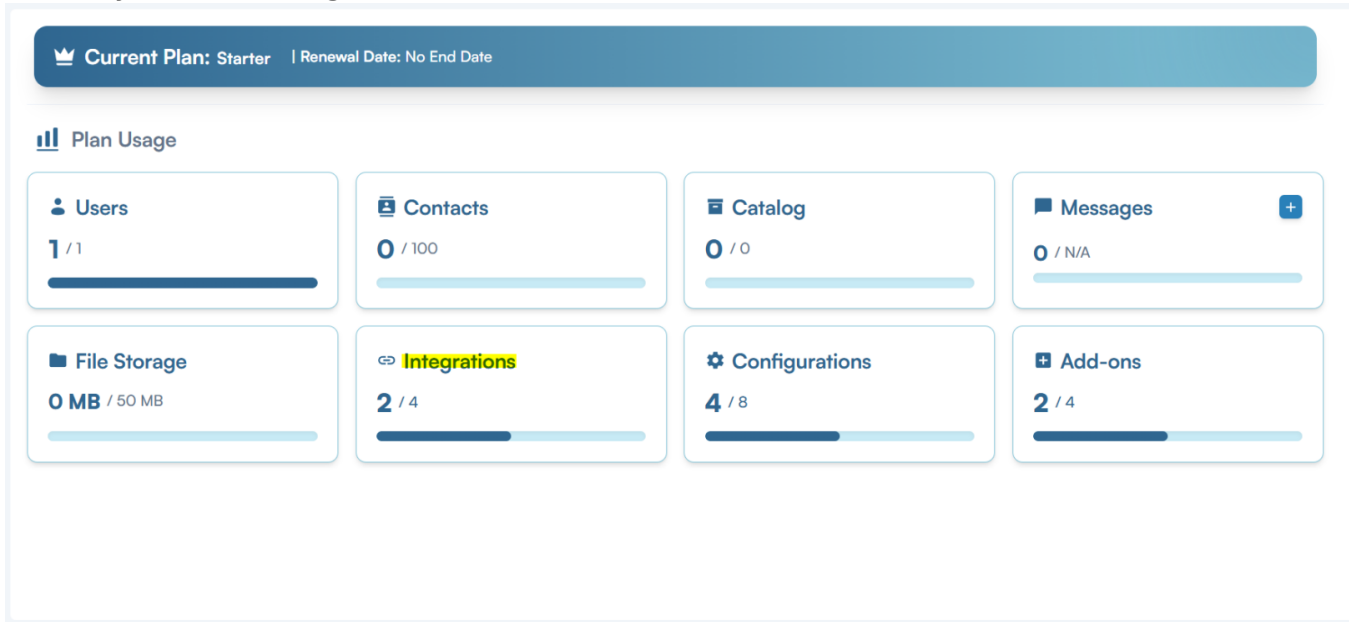 Current Plan: Starter | Renewal Date: No End Date
Plan Usage
Users
1 / 1
Contacts
0 / 100
Catalog
0 / 0
Messages +
0 / N/A
File Storage
0 MB / 50 MB
Integrations
2 / 4
Configurations
4 / 8
Add-ons
2 / 4